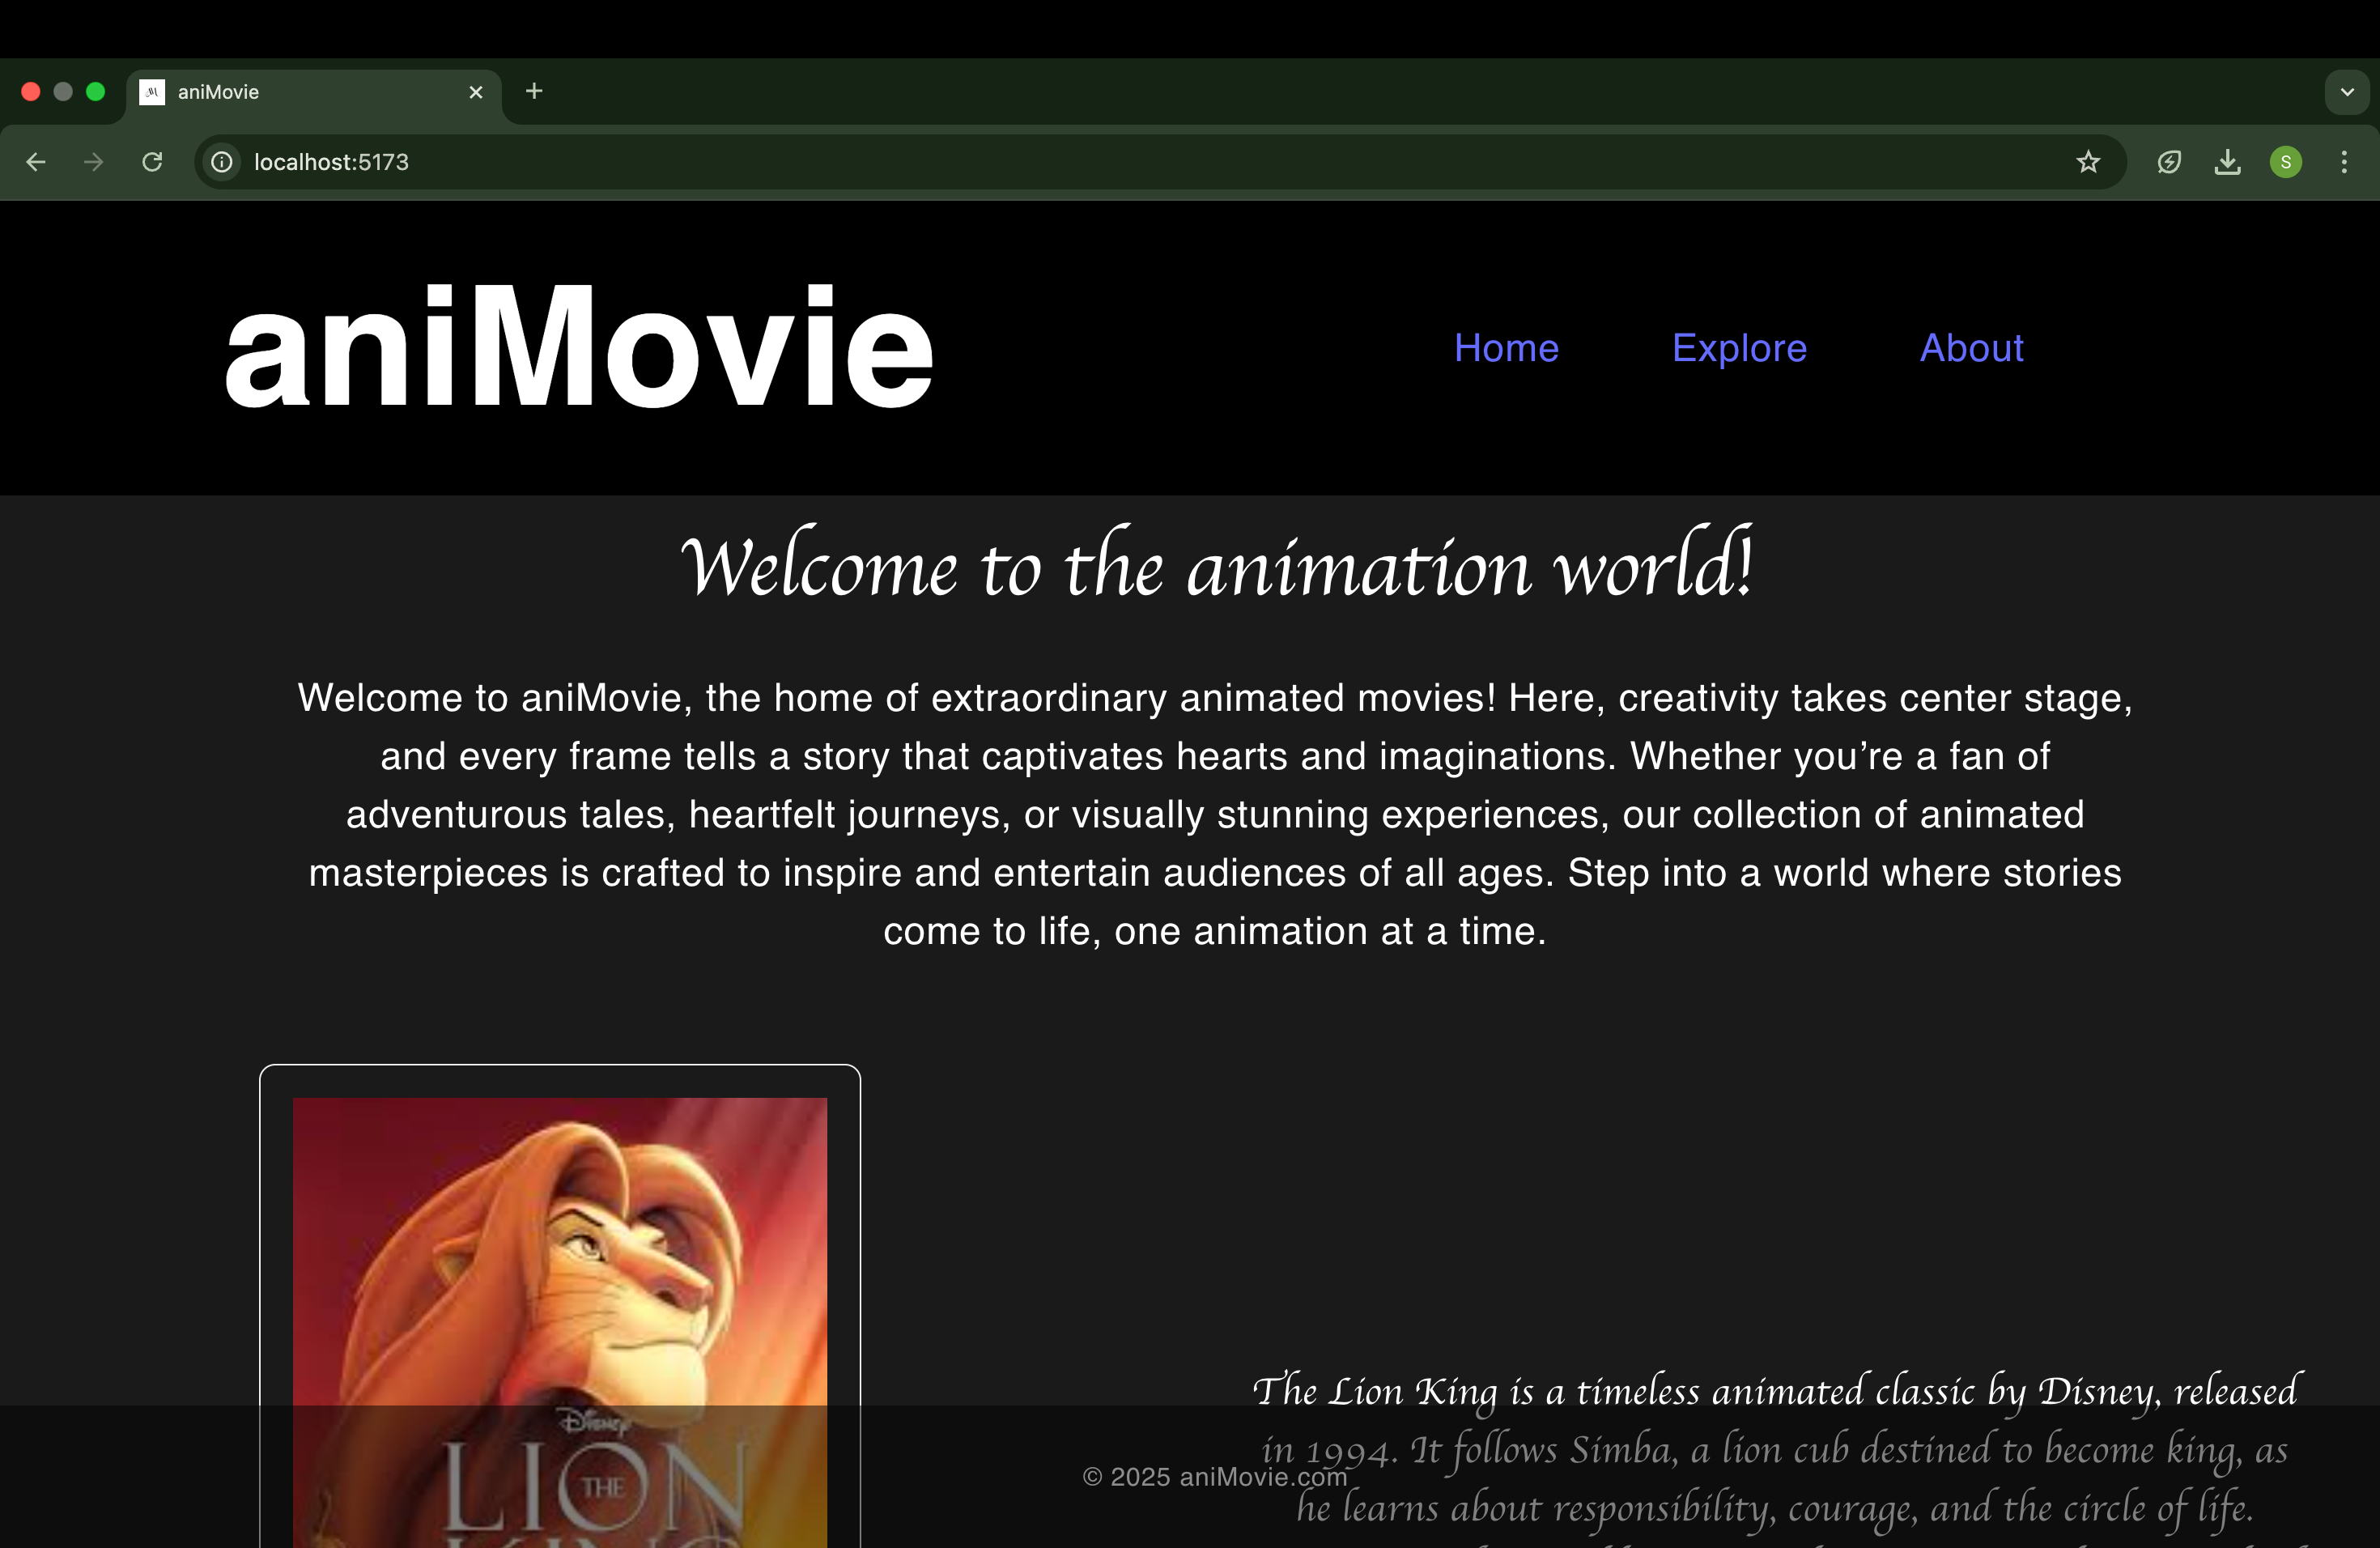 aniMovie
localhost:5173
S
aniMovie
Home Explore About
Welcome to the animation world!
Welcome to aniMovie, the home of extraordinary animated movies! Here, creativity takes center stage,
and every frame tells a story that captivates hearts and imaginations. Whether you’re a fan of
adventurous tales, heartfelt journeys, or visually stunning experiences, our collection of animated
masterpieces is crafted to inspire and entertain audiences of all ages. Step into a world where stories
come to life, one animation at a time.
The Lion King is a timeless animated classic by Disney, released
in 1994. It follows Simba, a lion cub destined to become king, as
he learns about responsibility, courage, and the circle of life.
Disney
THE
LION
KING
© 2025 aniMovie.com